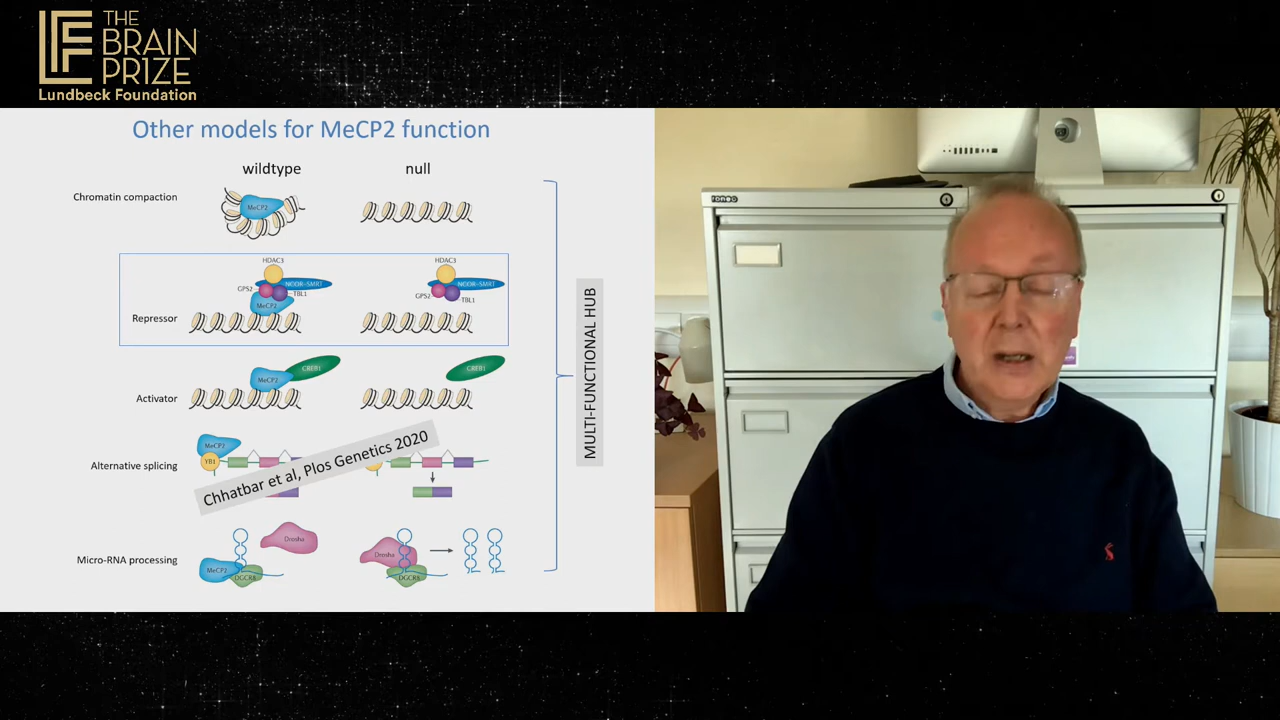 THE
BRAIN
PRIZE
Lundbeck Foundation
Other models for MeCP2 function
wildtype
null
Chromatin compaction
MeCP2
Repressor
HDAC3
NCOR-SMRT
GPS2
TBL1
MeCP2
HDAC3
NCOR-SMRT
GPS2
TBL1
Activator
MeCP2
CREB1
CREB1
Alternative splicing
MeCP2
YB1
Chhatbar et al, Plos Genetics 2020
Micro-RNA processing
MeCP2
DGCR8
Drosha
Drosha
DGCR8
MULTI-FUNCTIONAL HUB
roneo